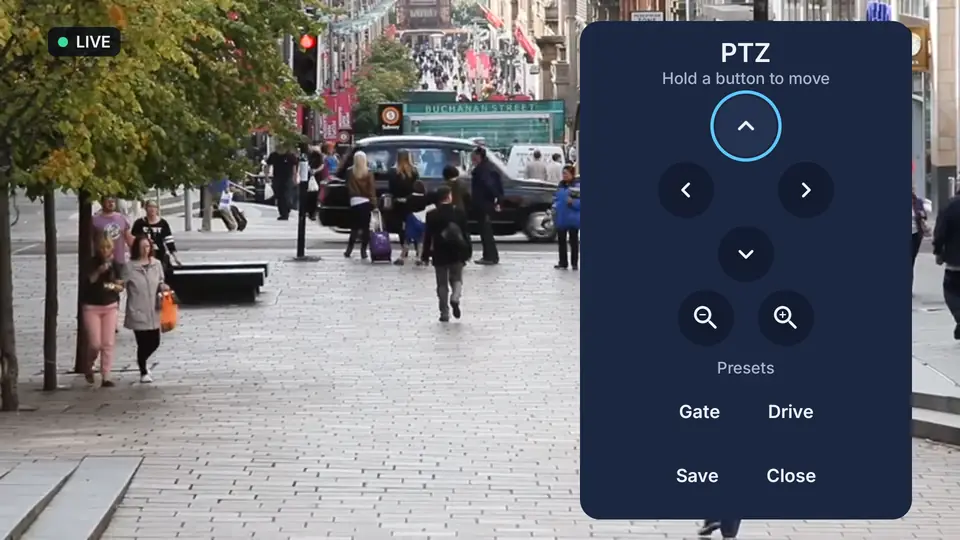 LIVE
BUCHANAN STREET
PTZ
Hold a button to move
Presets
Gate Drive
Save Close